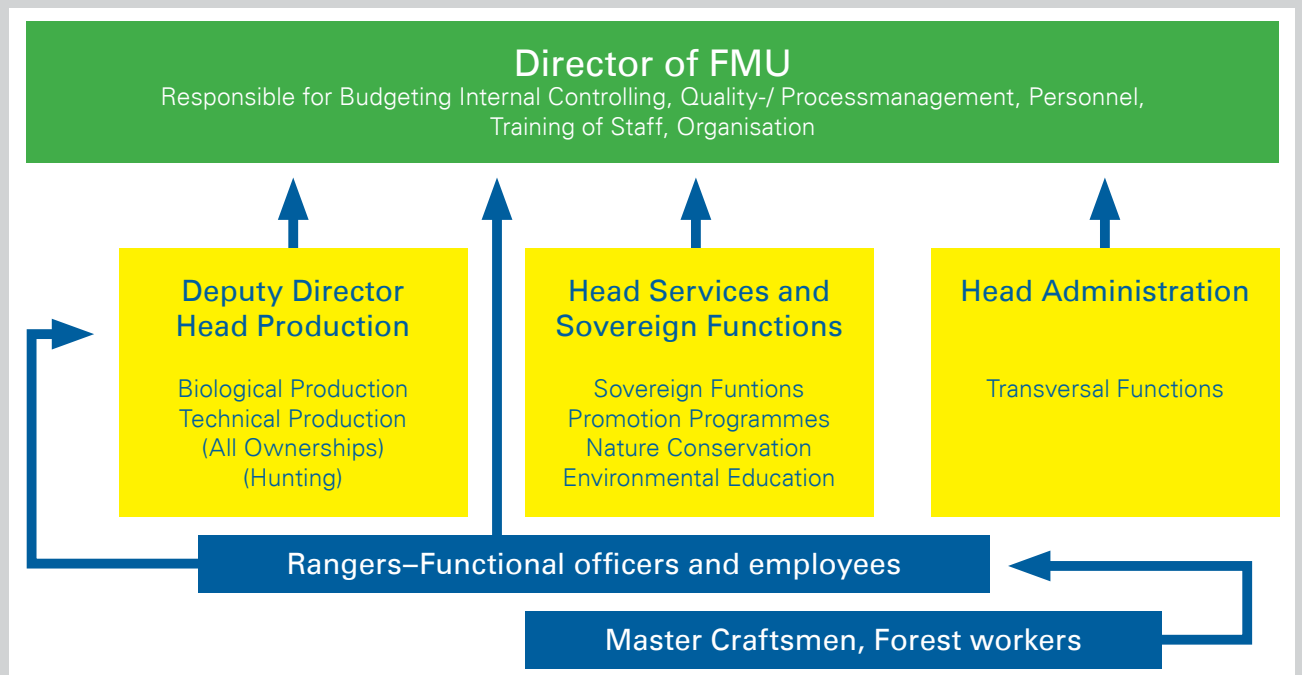 Director of FMU
Responsible for Budgeting Internal Controlling, Quality-/ Processmanagement, Personnel,
Training of Staff, Organisation
Deputy Director
Head Production
Biological Production
Technical Production
(All Ownerships)
(Hunting)
Head Services and
Sovereign Functions
Sovereign Funtions
Promotion Programmes
Nature Conservation
Environmental Education
Head Administration
Transversal Functions
Rangers–Functional officers and employees
Master Craftsmen, Forest workers